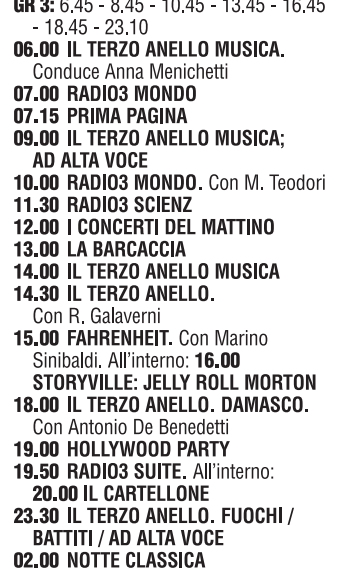 GR 3: 6.45 - 8.45 - 10.45 - 13.45 - 16.45
- 18.45 - 23.10
06.00 IL TERZO ANELLO MUSICA.
Conduce Anna Menichetti
07.00 RADIO3 MONDO
07.15 PRIMA PAGINA
09.00 IL TERZO ANELLO MUSICA;
AD ALTA VOCE
10.00 RADIO3 MONDO. Con M. Teodori
11.30 RADIO3 SCIENZ
12.00 I CONCERTI DEL MATTINO
13.00 LA BARCACCIA
14.00 IL TERZO ANELLO MUSICA
14.30 IL TERZO ANELLO.
Con R. Galaverni
15.00 FAHRENHEIT. Con Marino
Sinibaldi. All'interno: 16.00
STORYVILLE: JELLY ROLL MORTON
18.00 IL TERZO ANELLO. DAMASCO.
Con Antonio De Benedetti
19.00 HOLLYWOOD PARTY
19.50 RADIO3 SUITE. All'interno:
20.00 IL CARTELLONE
23.30 IL TERZO ANELLO. FUOCHI /
BATTITI / AD ALTA VOCE
02.00 NOTTE CLASSICA